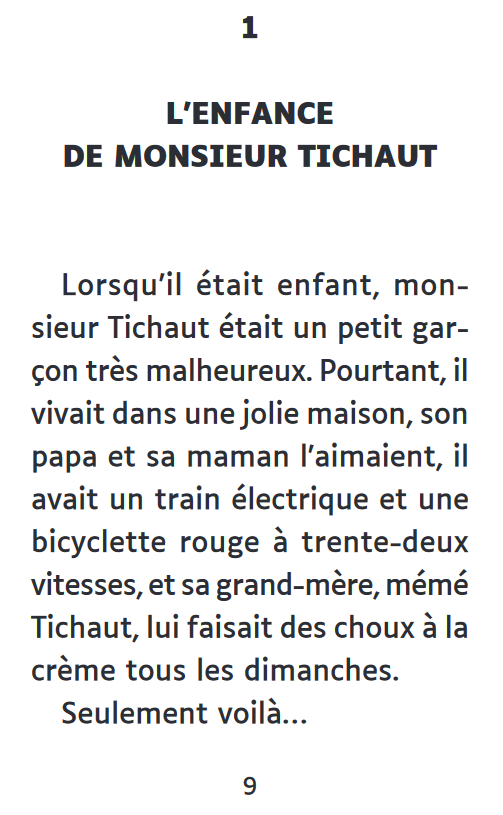 1
L'ENFANCE
DE MONSIEUR TICHAUT
Lorsqu'il était enfant, mon-
sieur Tichaut était un petit gar-
çon très malheureux. Pourtant, il
vivait dans une jolie maison, son
papa et sa maman l'aimaient, il
avait un train électrique et une
bicyclette rouge à trente-deux
vitesses, et sa grand-mère, mémé
Tichaut, lui faisait des choux à la
crème tous les dimanches.
Seulement voilà...
9